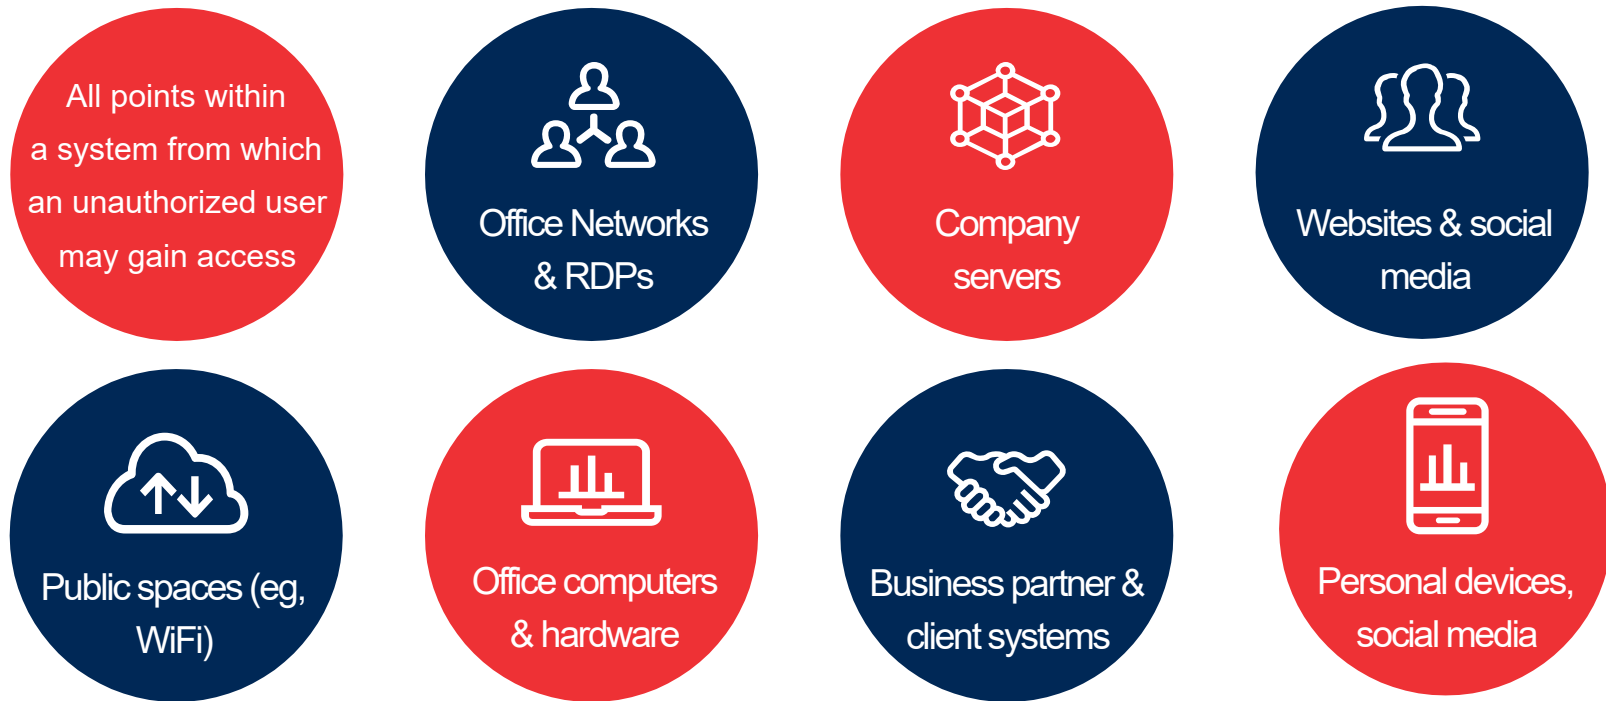 All points within
a system from which
an unauthorized user
may gain access
Office Networks
& RDPs
Company
servers
Websites & social
media
Public spaces (eg,
WiFi)
Office computers
& hardware
Business partner &
client systems
Personal devices,
social media